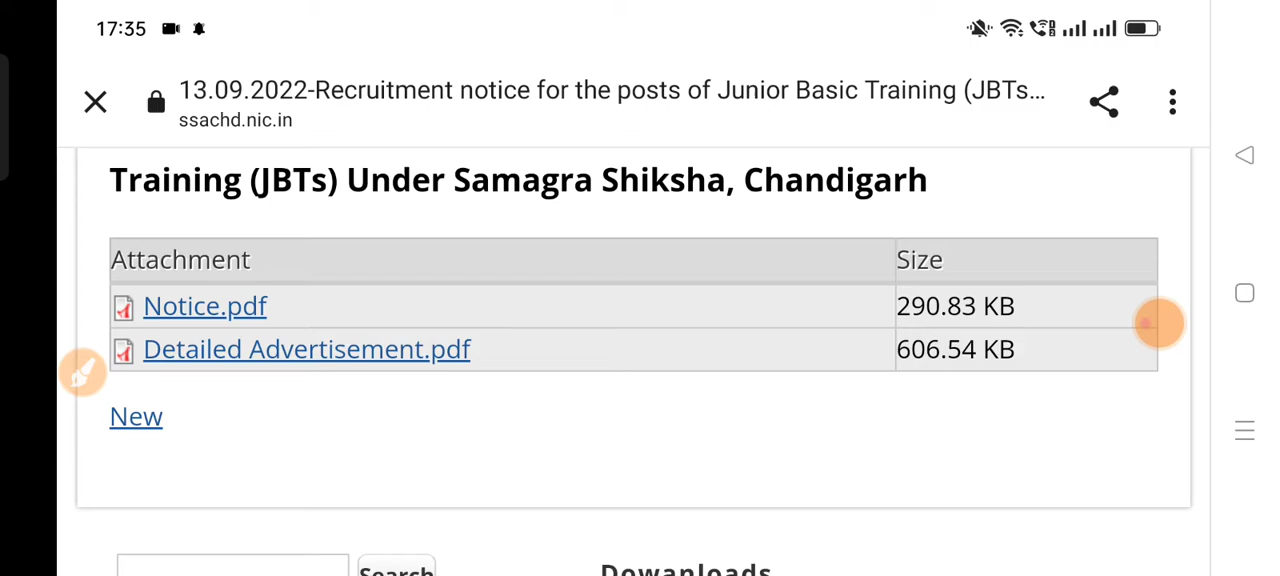 17:35
13.09.2022-Recruitment notice for the posts of Junior Basic Training (JBTs...
ssachd.nic.in
Training (JBTs) Under Samagra Shiksha, Chandigarh
Attachment Size
Notice.pdf 290.83 KB
Detailed Advertisement.pdf 606.54 KB
New
Search Dowanloads